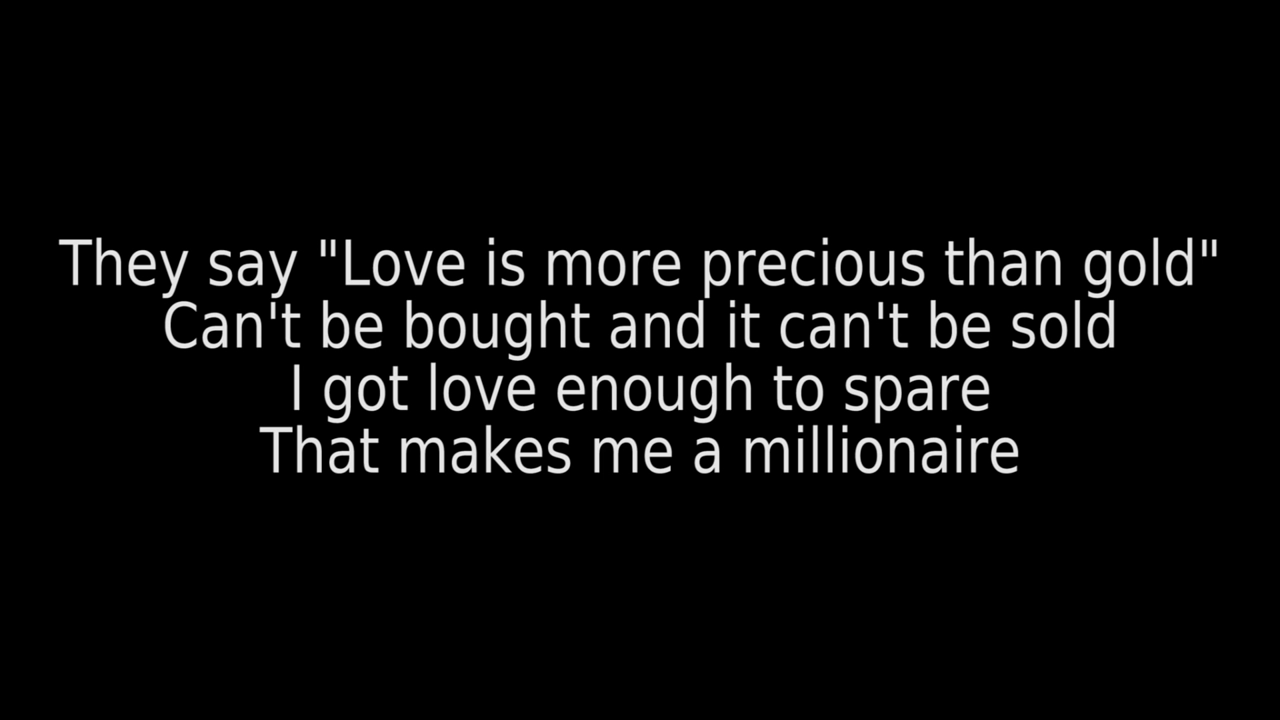 They say "Love is more precious than gold"
Can't be bought and it can't be sold
I got love enough to spare
That makes me a millionaire